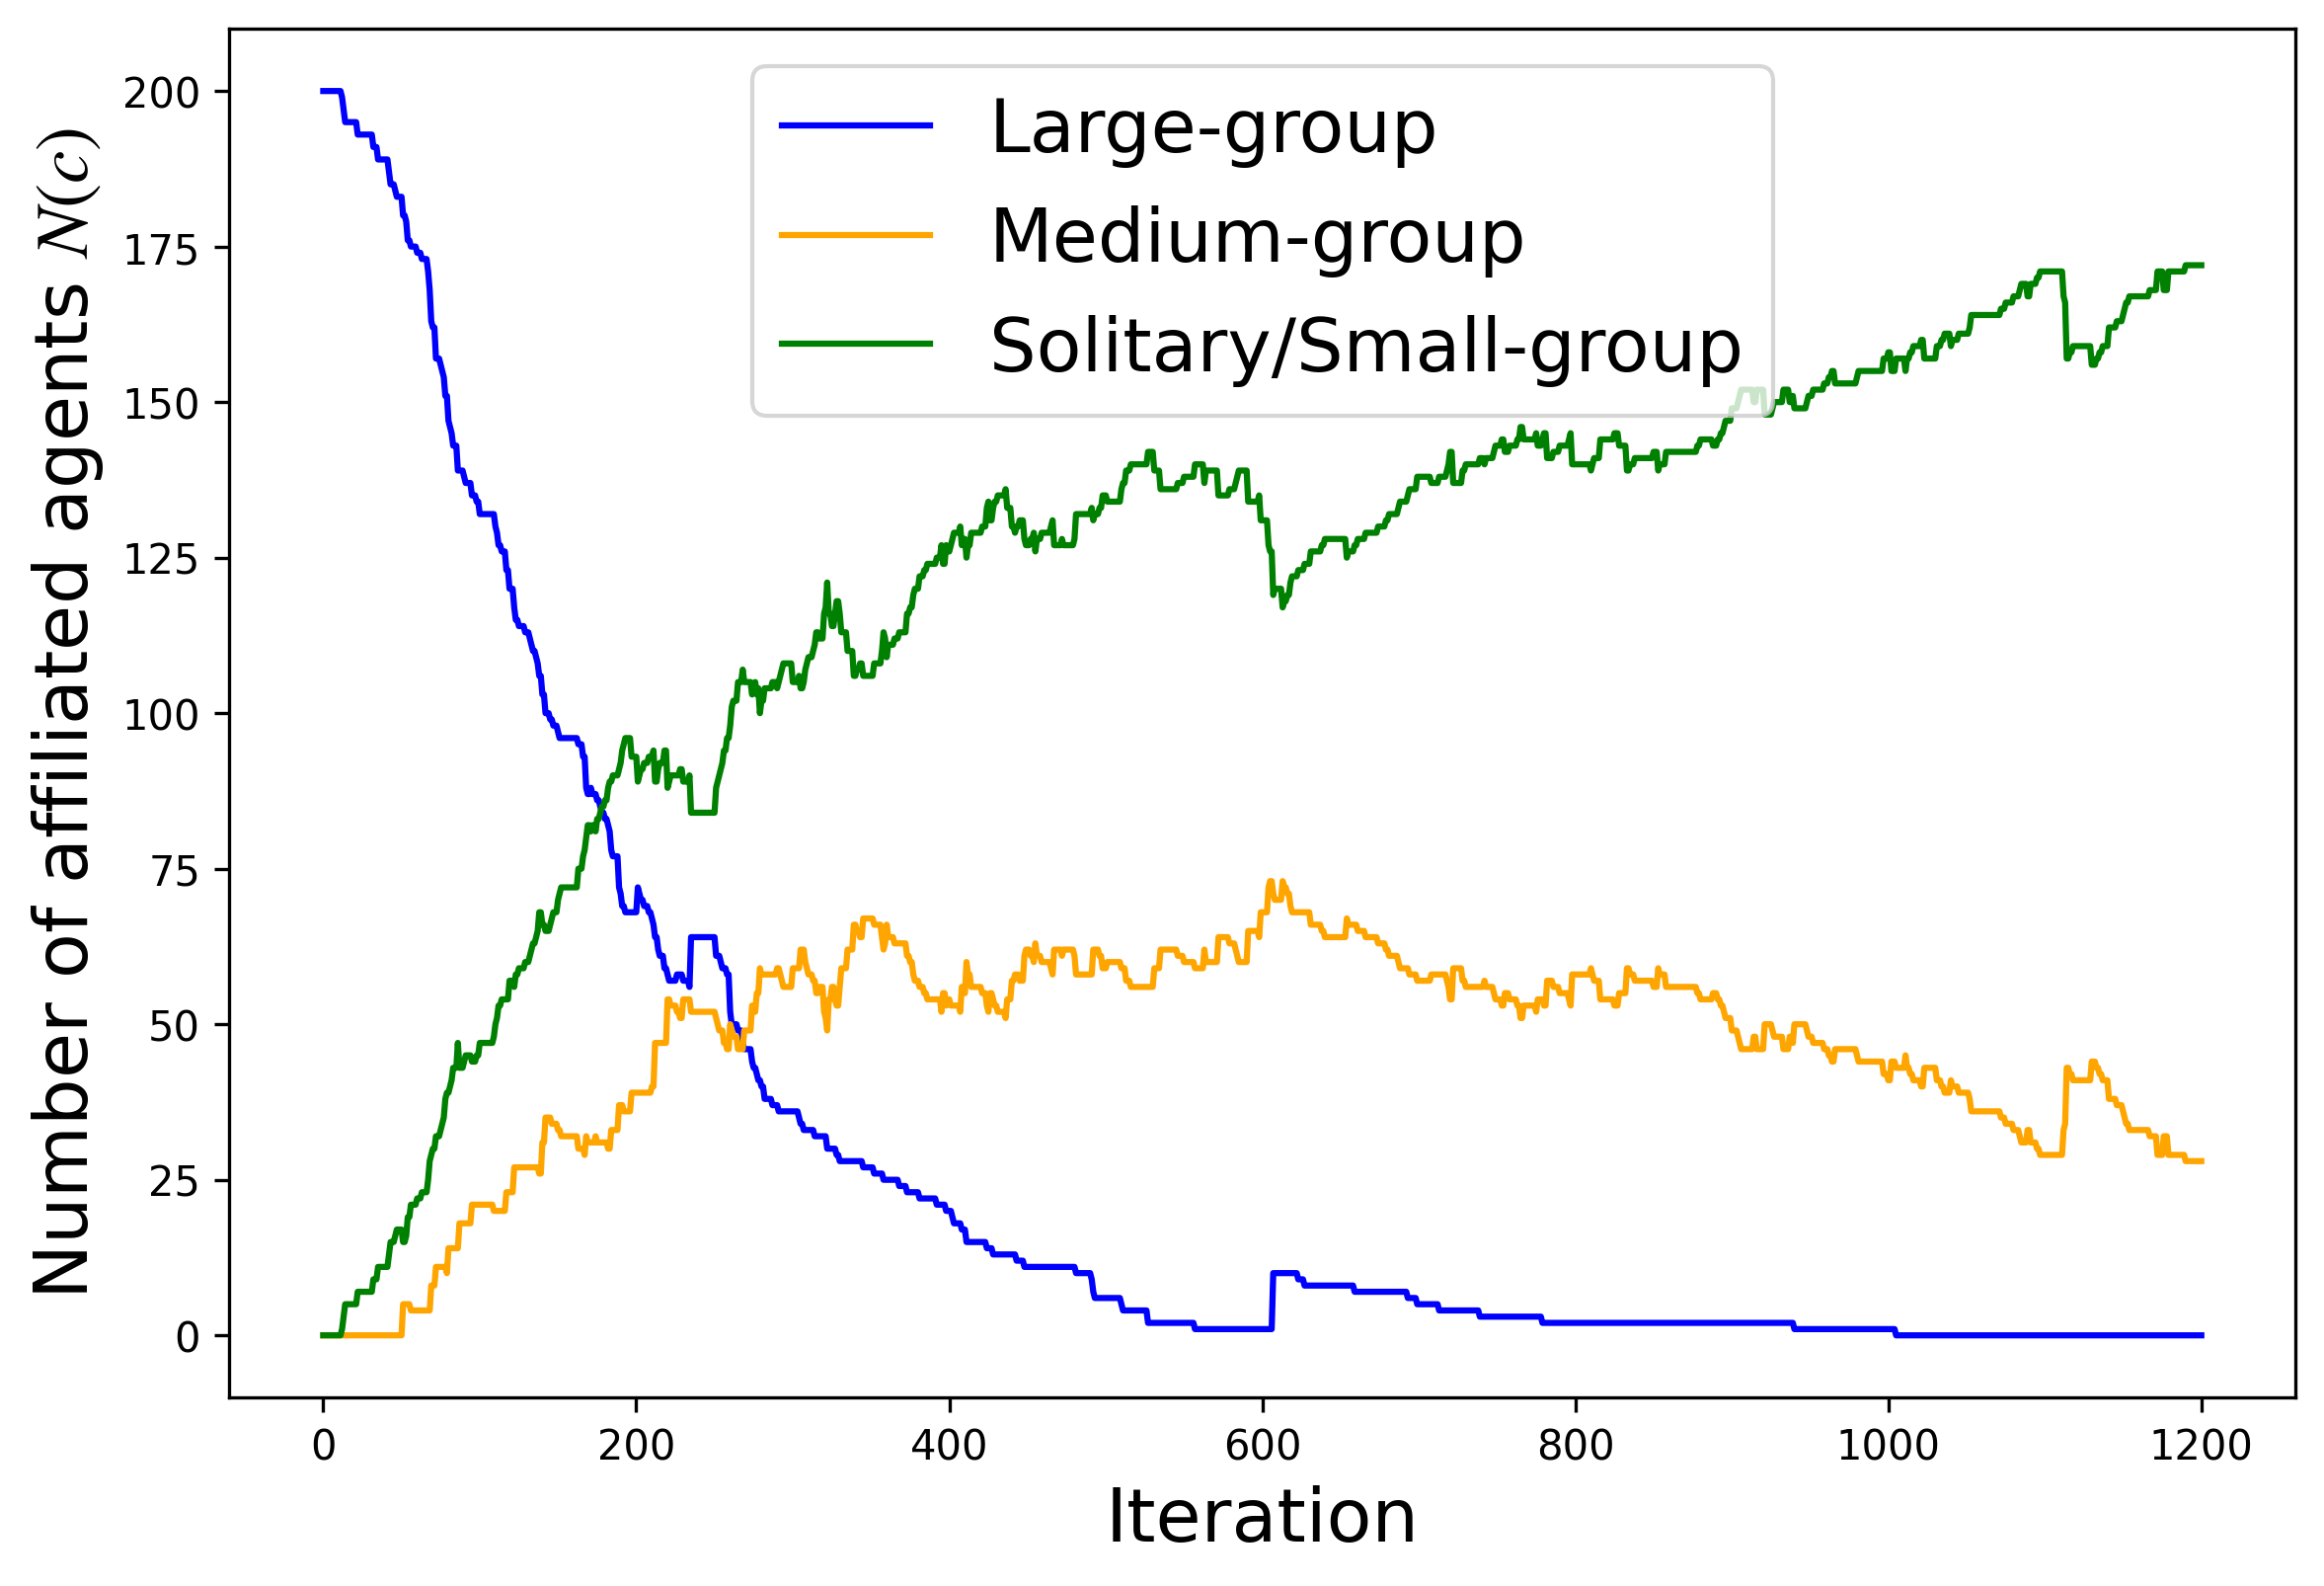 Number of affiliated agents N(c)
200
175
150
125
100
75
50
25
0
Large-group
Medium-group
Solitary/Small-group
0 200 400 600 800 1000 1200
Iteration